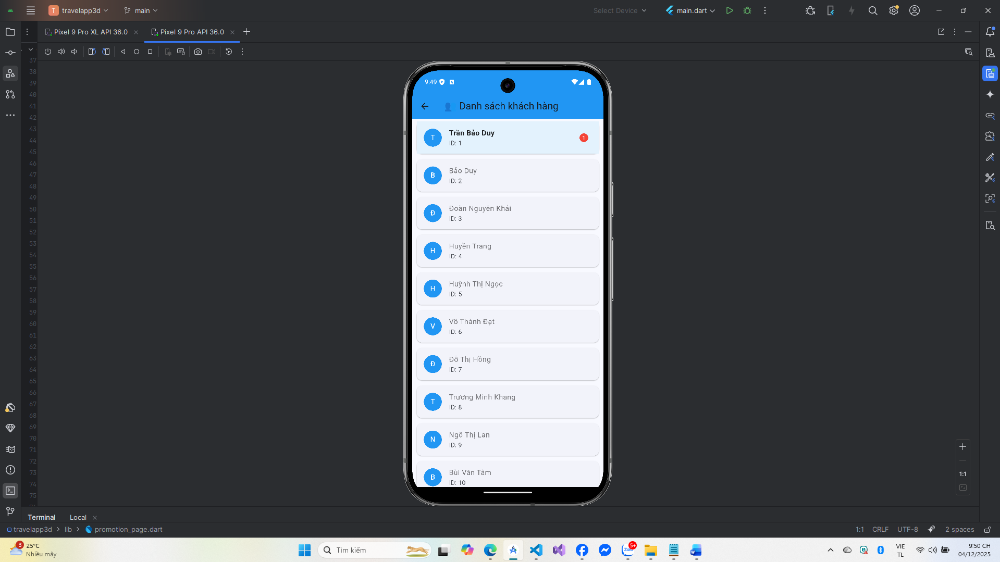 T travelapp3d
main
Select Device
main.dart
Pixel 9 Pro XL API 36.0
Pixel 9 Pro API 36.0
37
38
39
40
41
42
43
44
45
46
47
48
49
50
51
52
53
54
55
56
57
58
59
60
61
62
63
64
65
66
67
68
69
70
71
72
73
74
75
9:49
Danh sách khách hàng
T
Trần Bảo Duy
ID: 1
1
B
Bảo Duy
ID: 2
Đ
Đoàn Nguyên Khải
ID: 3
H
Huyền Trang
ID: 4
H
Huỳnh Thị Ngọc
ID: 5
V
Võ Thành Đạt
ID: 6
Đ
Đỗ Thị Hồng
ID: 7
T
Trương Minh Khang
ID: 8
N
Ngô Thị Lan
ID: 9
B
Bùi Văn Tâm
ID: 10
1:1
Terminal
Local
travelapp3d > lib > promotion_page.dart
1:1
CRLF
UTF-8
2 spaces
3
25°C
Nhiều mây
Tìm kiếm
Zalo
5+
VIE
TL
9:50 CH
04/12/2025